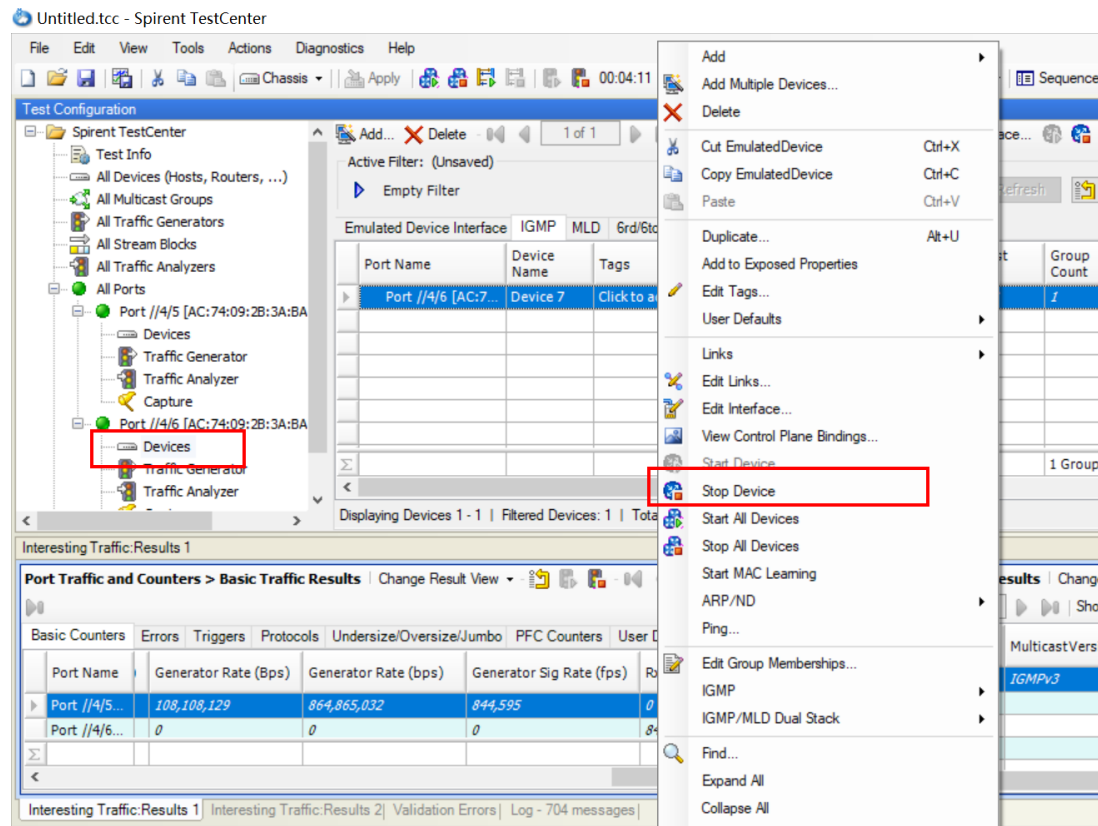 Untitled.tcc - Spirent TestCenter
File Edit View Tools Actions Diagnostics Help
Chassis Apply 00:04:11 Sequence
Test Configuration
Spirent TestCenter
Test Info
All Devices (Hosts, Routers, ...)
All Multicast Groups
All Traffic Generators
All Stream Blocks
All Traffic Analyzers
All Ports
Port //4/5 [AC:74:09:2B:3A:BA
Devices
Traffic Generator
Traffic Analyzer
Capture
Port //4/6 [AC:74:09:2B:3A:BA
Devices
Traffic Generator
Traffic Analyzer
Add... Delete 1 of 1
Active Filter: (Unsaved)
Empty Filter
Emulated Device Interface IGMP MLD 6rd/6to
Port Name Device Name Tags Group Count
Port //4/6 [AC:7... Device 7 Click to a 1
Σ 1 Group
Displaying Devices 1 - 1 | Filtered Devices: 1 | Tota
Add
Add Multiple Devices...
Delete
Cut EmulatedDevice Ctrl+X
Copy EmulatedDevice Ctrl+C
Paste Ctrl+V
Duplicate... Alt+U
Add to Exposed Properties
Edit Tags...
User Defaults
Links
Edit Links...
Edit Interface...
View Control Plane Bindings...
Start Device
Stop Device
Start All Devices
Stop All Devices
Start MAC Learning
ARP/ND
Ping...
Edit Group Memberships...
IGMP
IGMP/MLD Dual Stack
Find...
Expand All
Collapse All
Interesting Traffic:Results 1
Port Traffic and Counters > Basic Traffic Results | Change Result View
Basic Counters Errors Triggers Protocols Undersize/Oversize/Jumbo PFC Counters User D
Port Name Generator Rate (Bps) Generator Rate (bps) Generator Sig Rate (fps) Rx
Port //4/5... 108,108,129 864,865,032 844,595 0
Port //4/6... 0 0 0 84
Σ
esults | Chang
Sho
MulticastVers
IGMPv3
Interesting Traffic:Results 1 Interesting Traffic:Results 2| Validation Errors| Log - 704 messages|